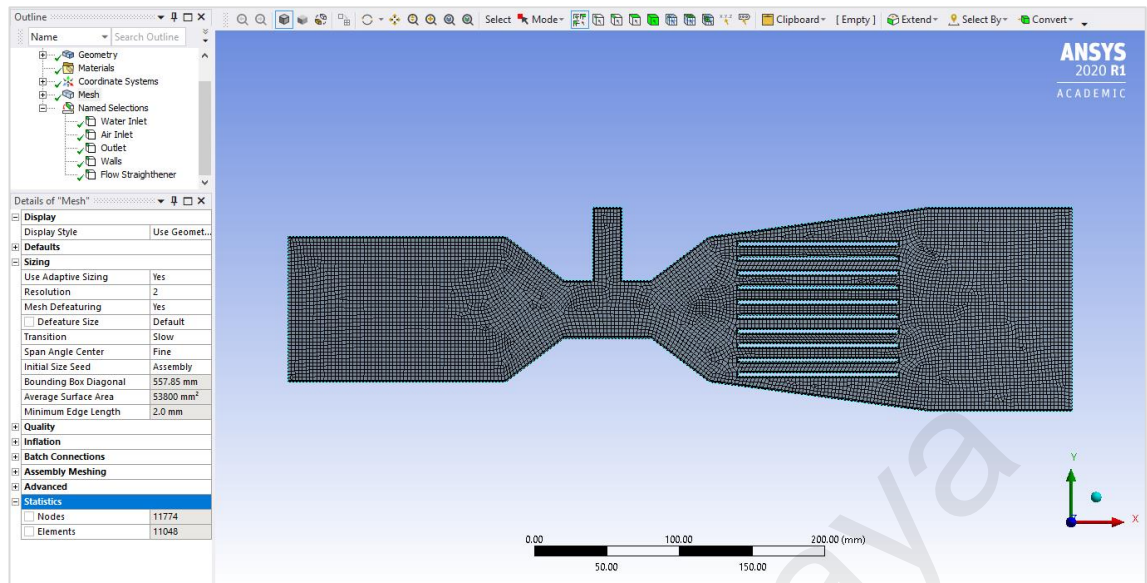 Outline
Select Mode Clipboard [ Empty ] Extend Select By Convert
Name Search Outline
Geometry
Materials
Coordinate Systems
Mesh
Named Selections
Water Inlet
Air Inlet
Outlet
Walls
Flow Straighthener
ANSYS
2020 R1
ACADEMIC
Details of "Mesh"
Display
Display Style Use Geomet...
Defaults
Sizing
Use Adaptive Sizing Yes
Resolution 2
Mesh Defeaturing Yes
Defeature Size Default
Transition Slow
Span Angle Center Fine
Initial Size Seed Assembly
Bounding Box Diagonal 557.85 mm
Average Surface Area 53800 mm²
Minimum Edge Length 2.0 mm
Quality
Inflation
Batch Connections
Assembly Meshing
Advanced
Statistics
Nodes 11774
Elements 11048
Y
X
0.00 100.00 200.00 (mm)
50.00 150.00
aya